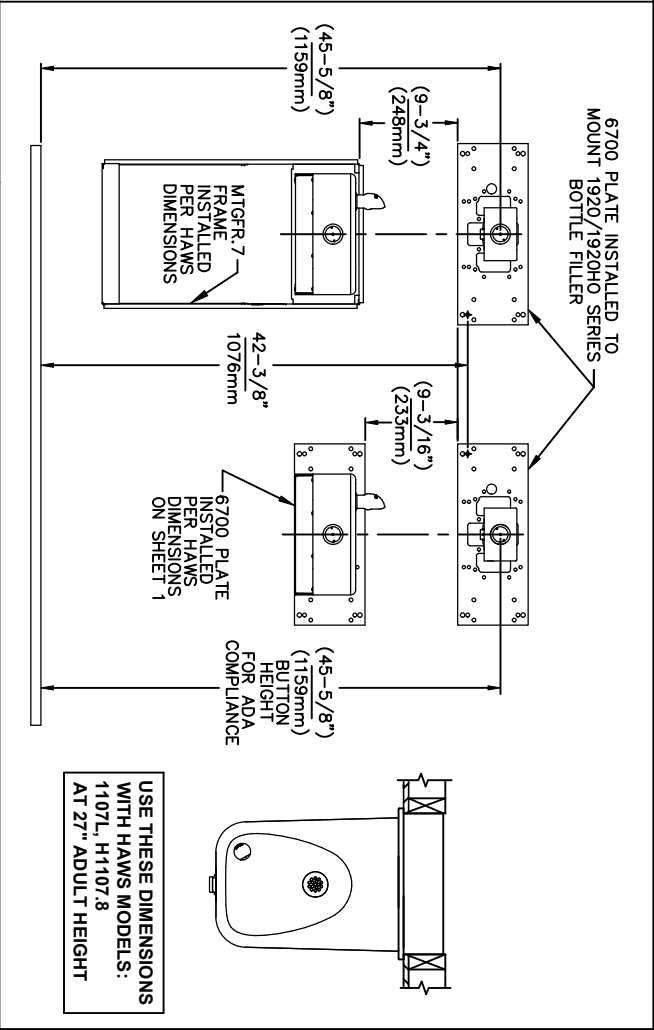 6700 PLATE INSTALLED TO
MOUNT 1920/1920HO SERIES
BOTTLE FILLER
(45-5/8")
(1159mm)
(9-3/4")
(248mm)
MTGFR.7
FRAME
INSTALLED
PER HAWS
DIMENSIONS
42-3/8"
1076mm
(9-3/16")
(233mm)
6700 PLATE
INSTALLED
PER HAWS
DIMENSIONS
ON SHEET 1
(45-5/8")
(1159mm)
BUTTON
HEIGHT
FOR ADA
COMPLIANCE
USE THESE DIMENSIONS
WITH HAWS MODELS:
1107L, H1107.8
AT 27" ADULT HEIGHT